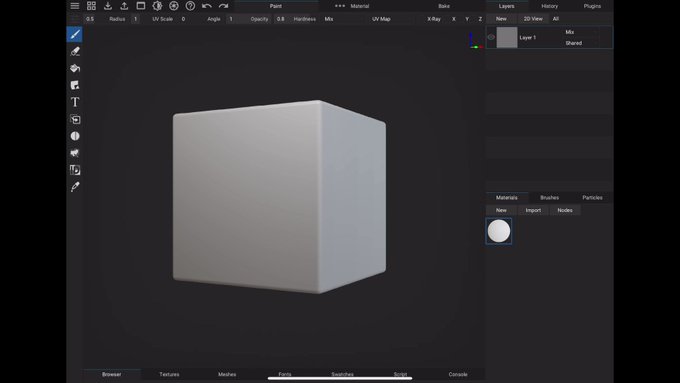 Paint
Material
Bake
Layers
History
Plugins
0.5 Radius 1 UV Scale 0 Angle 1 Opacity 0.8 Hardness Mix UV Map X-Ray X Y Z
New 2D View All
Layer 1
Mix
Shared
T
Materials Brushes Particles
New Import Nodes
Browser Textures Meshes Fonts Swatches Script Console